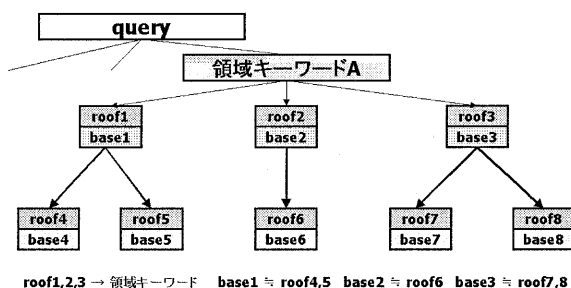 query
領域キーワードA
roof1 roof2 roof3
base1 base2 base3
roof4 roof5 roof6 roof7 roof8
base4 base5 base6 base7 base8
roof1,2,3 → 領域キーワード base1 ≒ roof4,5 base2 ≒ roof6 base3 ≒ roof7,8